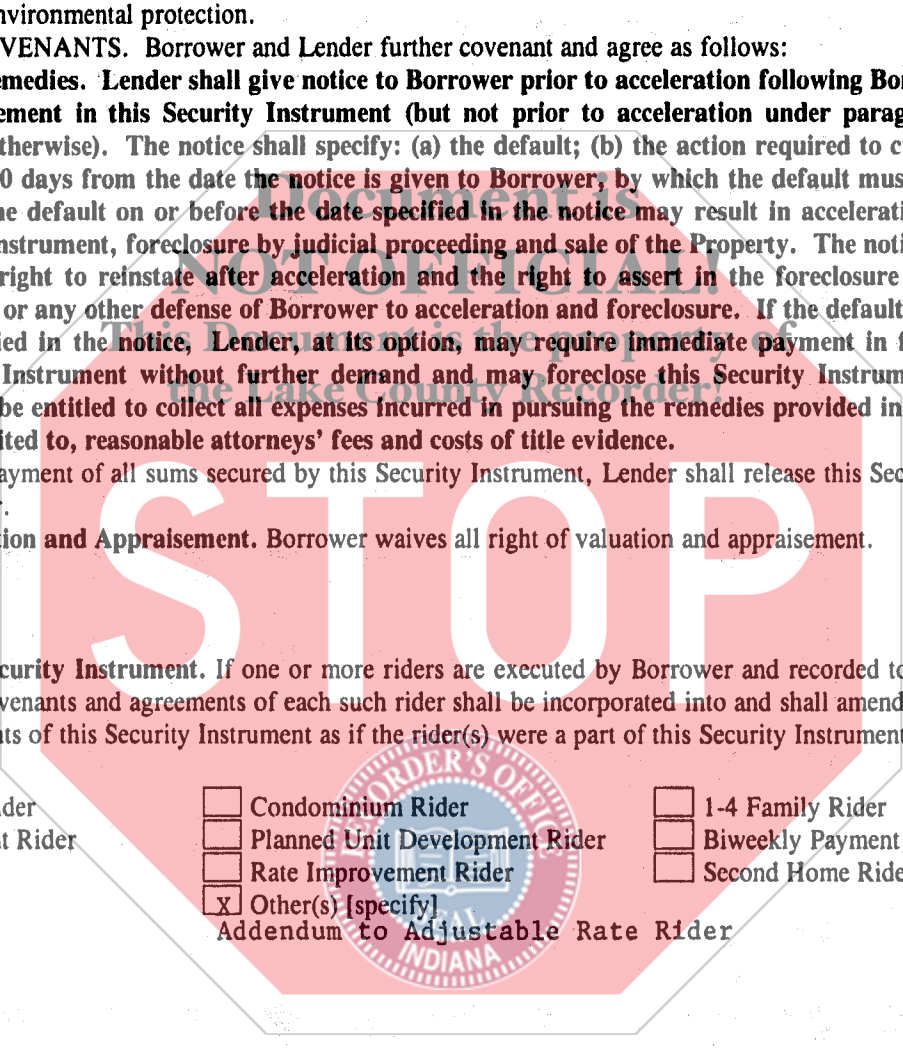 nvironmental protection.
VENANTS. Borrower and Lender further covenant and agree as follows:
emedies. Lender shall give notice to Borrower prior to acceleration following Bor
ement in this Security Instrument (but not prior to acceleration under parag
therwise). The notice shall specify: (a) the default; (b) the action required to c
0 days from the date the notice is given to Borrower, by which the default mus
Document is
ne default on or before the date specified in the notice may result in accelerati
nstrument, foreclosure by judicial proceeding and sale of the Property. The noti
NOT OFFICIAL!
right to reinstate after acceleration and the right to assert in the foreclosure
or any other defense of Borrower to acceleration and foreclosure. If the default
This Document is the property of
ied in the notice, Lender, at its option, may require immediate payment in f
Instrument without further demand and may foreclose this Security Instrum
the Lake County Recorder!
be entitled to collect all expenses incurred in pursuing the remedies provided in
ited to, reasonable attorneys' fees and costs of title evidence.
ayment of all sums secured by this Security Instrument, Lender shall release this Sec
r.
ion and Appraisement. Borrower waives all right of valuation and appraisement.
STOP
curity Instrument. If one or more riders are executed by Borrower and recorded to
venants and agreements of each such rider shall be incorporated into and shall amend
ts of this Security Instrument as if the rider(s) were a part of this Security Instrument
RECORDER'S OFFICE
der Condominium Rider 1-4 Family Rider
t Rider Planned Unit Development Rider Biweekly Payment
Rate Improvement Rider Second Home Ride
X Other(s) [specify]
SEAL
Addendum to Adjustable Rate Rider
INDIANA